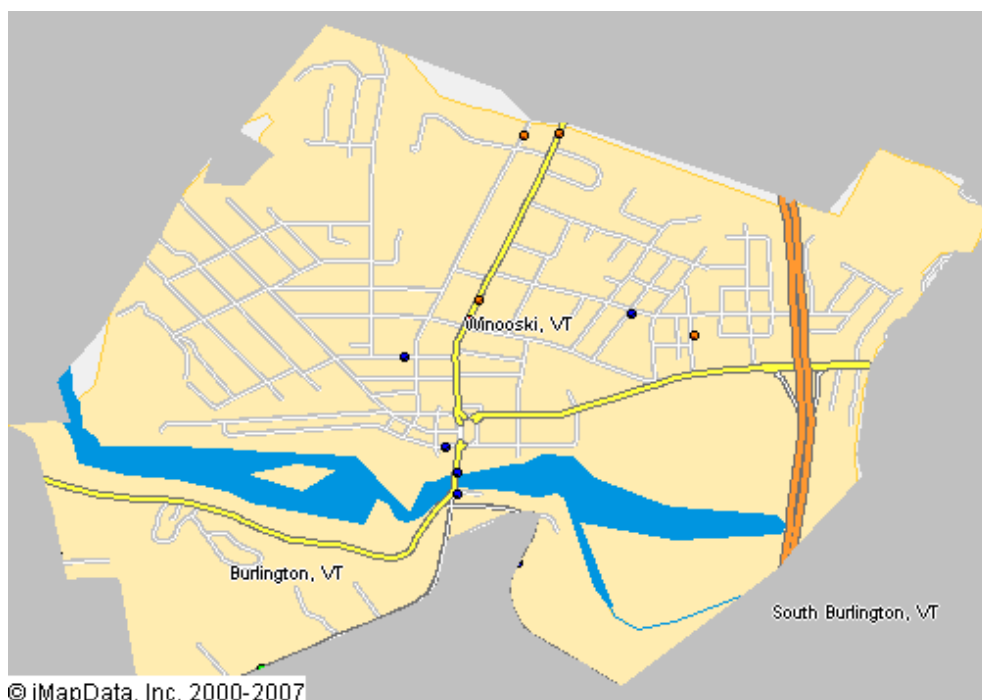 Winooski, VT
Burlington, VT
South Burlington, VT
© iMapData, Inc. 2000-2007